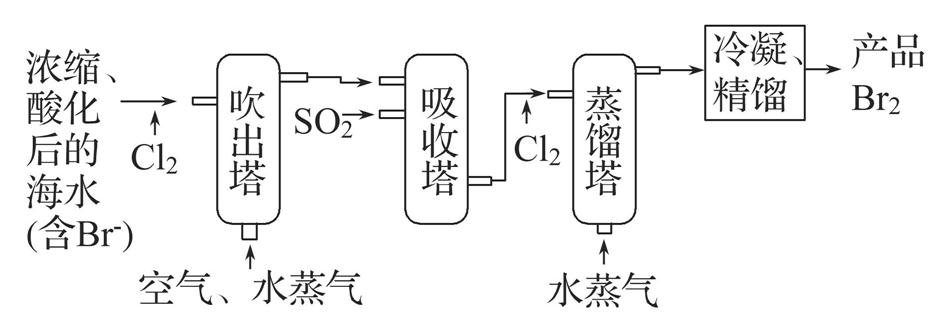 浓缩、
酸化
后的
海水
(含Br⁻)
Cl₂
吹出塔
空气、水蒸气
SO₂
吸收塔
Cl₂
蒸馏塔
水蒸气
冷凝、
精馏
产品
Br₂